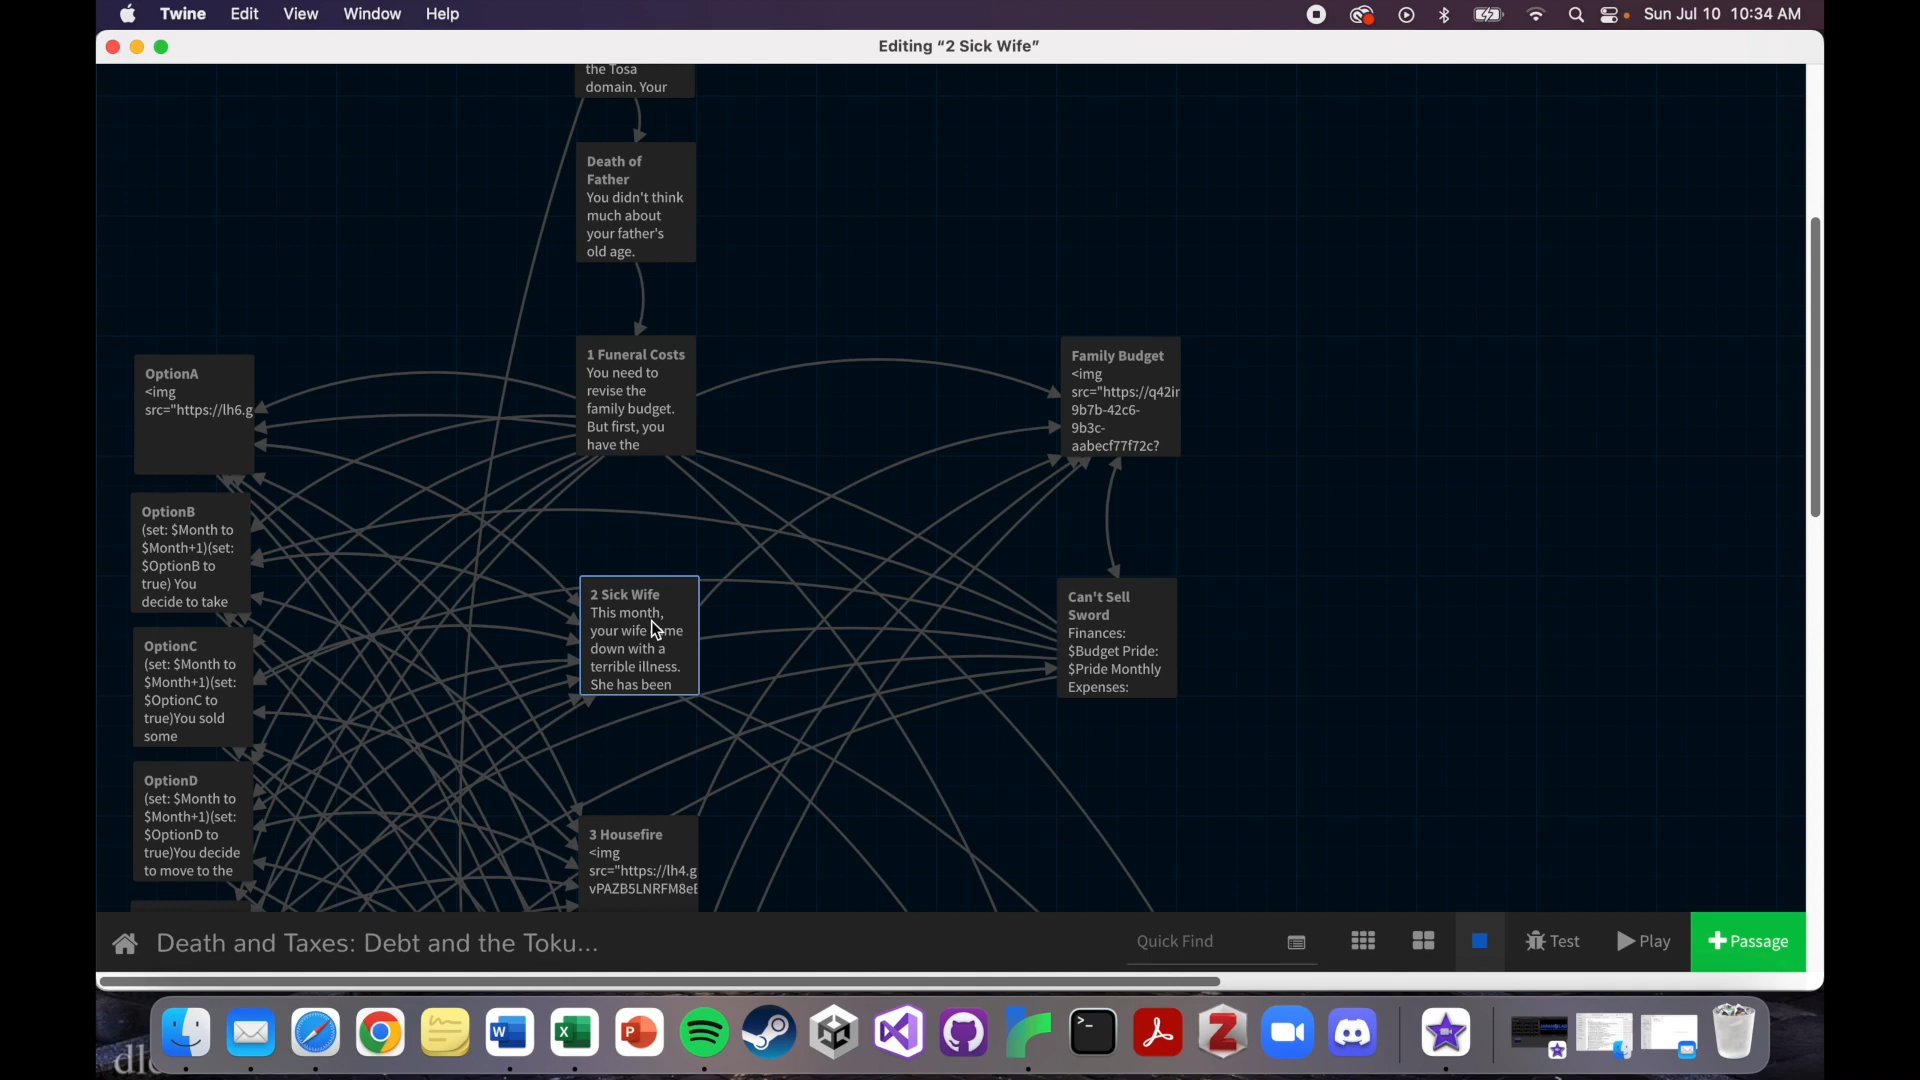 Twine Edit View Window Help
Sun Jul 10 10:34 AM
Editing “2 Sick Wife”
the Tosa
domain. Your
Death of
Father
You didn't think
much about
your father's
old age.
1 Funeral Costs
You need to
revise the
family budget.
But first, you
have the
Family Budget
<img
src="https://q42ir
9b7b-42c6-
9b3c-
aabecf77f72c?
OptionA
<img
src="https://lh6.g
OptionB
(set: $Month to
$Month+1)(set:
$OptionB to
true) You
decide to take
2 Sick Wife
This month,
your wife
down with a
terrible illness.
She has been
Can't Sell
Sword
Finances:
$Budget Pride:
$Pride Monthly
Expenses:
OptionC
(set: $Month to
$Month+1)(set:
$OptionC to
true)You sold
some
OptionD
(set: $Month to
$Month+1)(set:
$OptionD to
true)You decide
to move to the
3 Housefire
<img
src="https://lh4.g
vPAZB5LNRFM8eE
Death and Taxes: Debt and the Toku...
Quick Find
Test
Play
+Passage